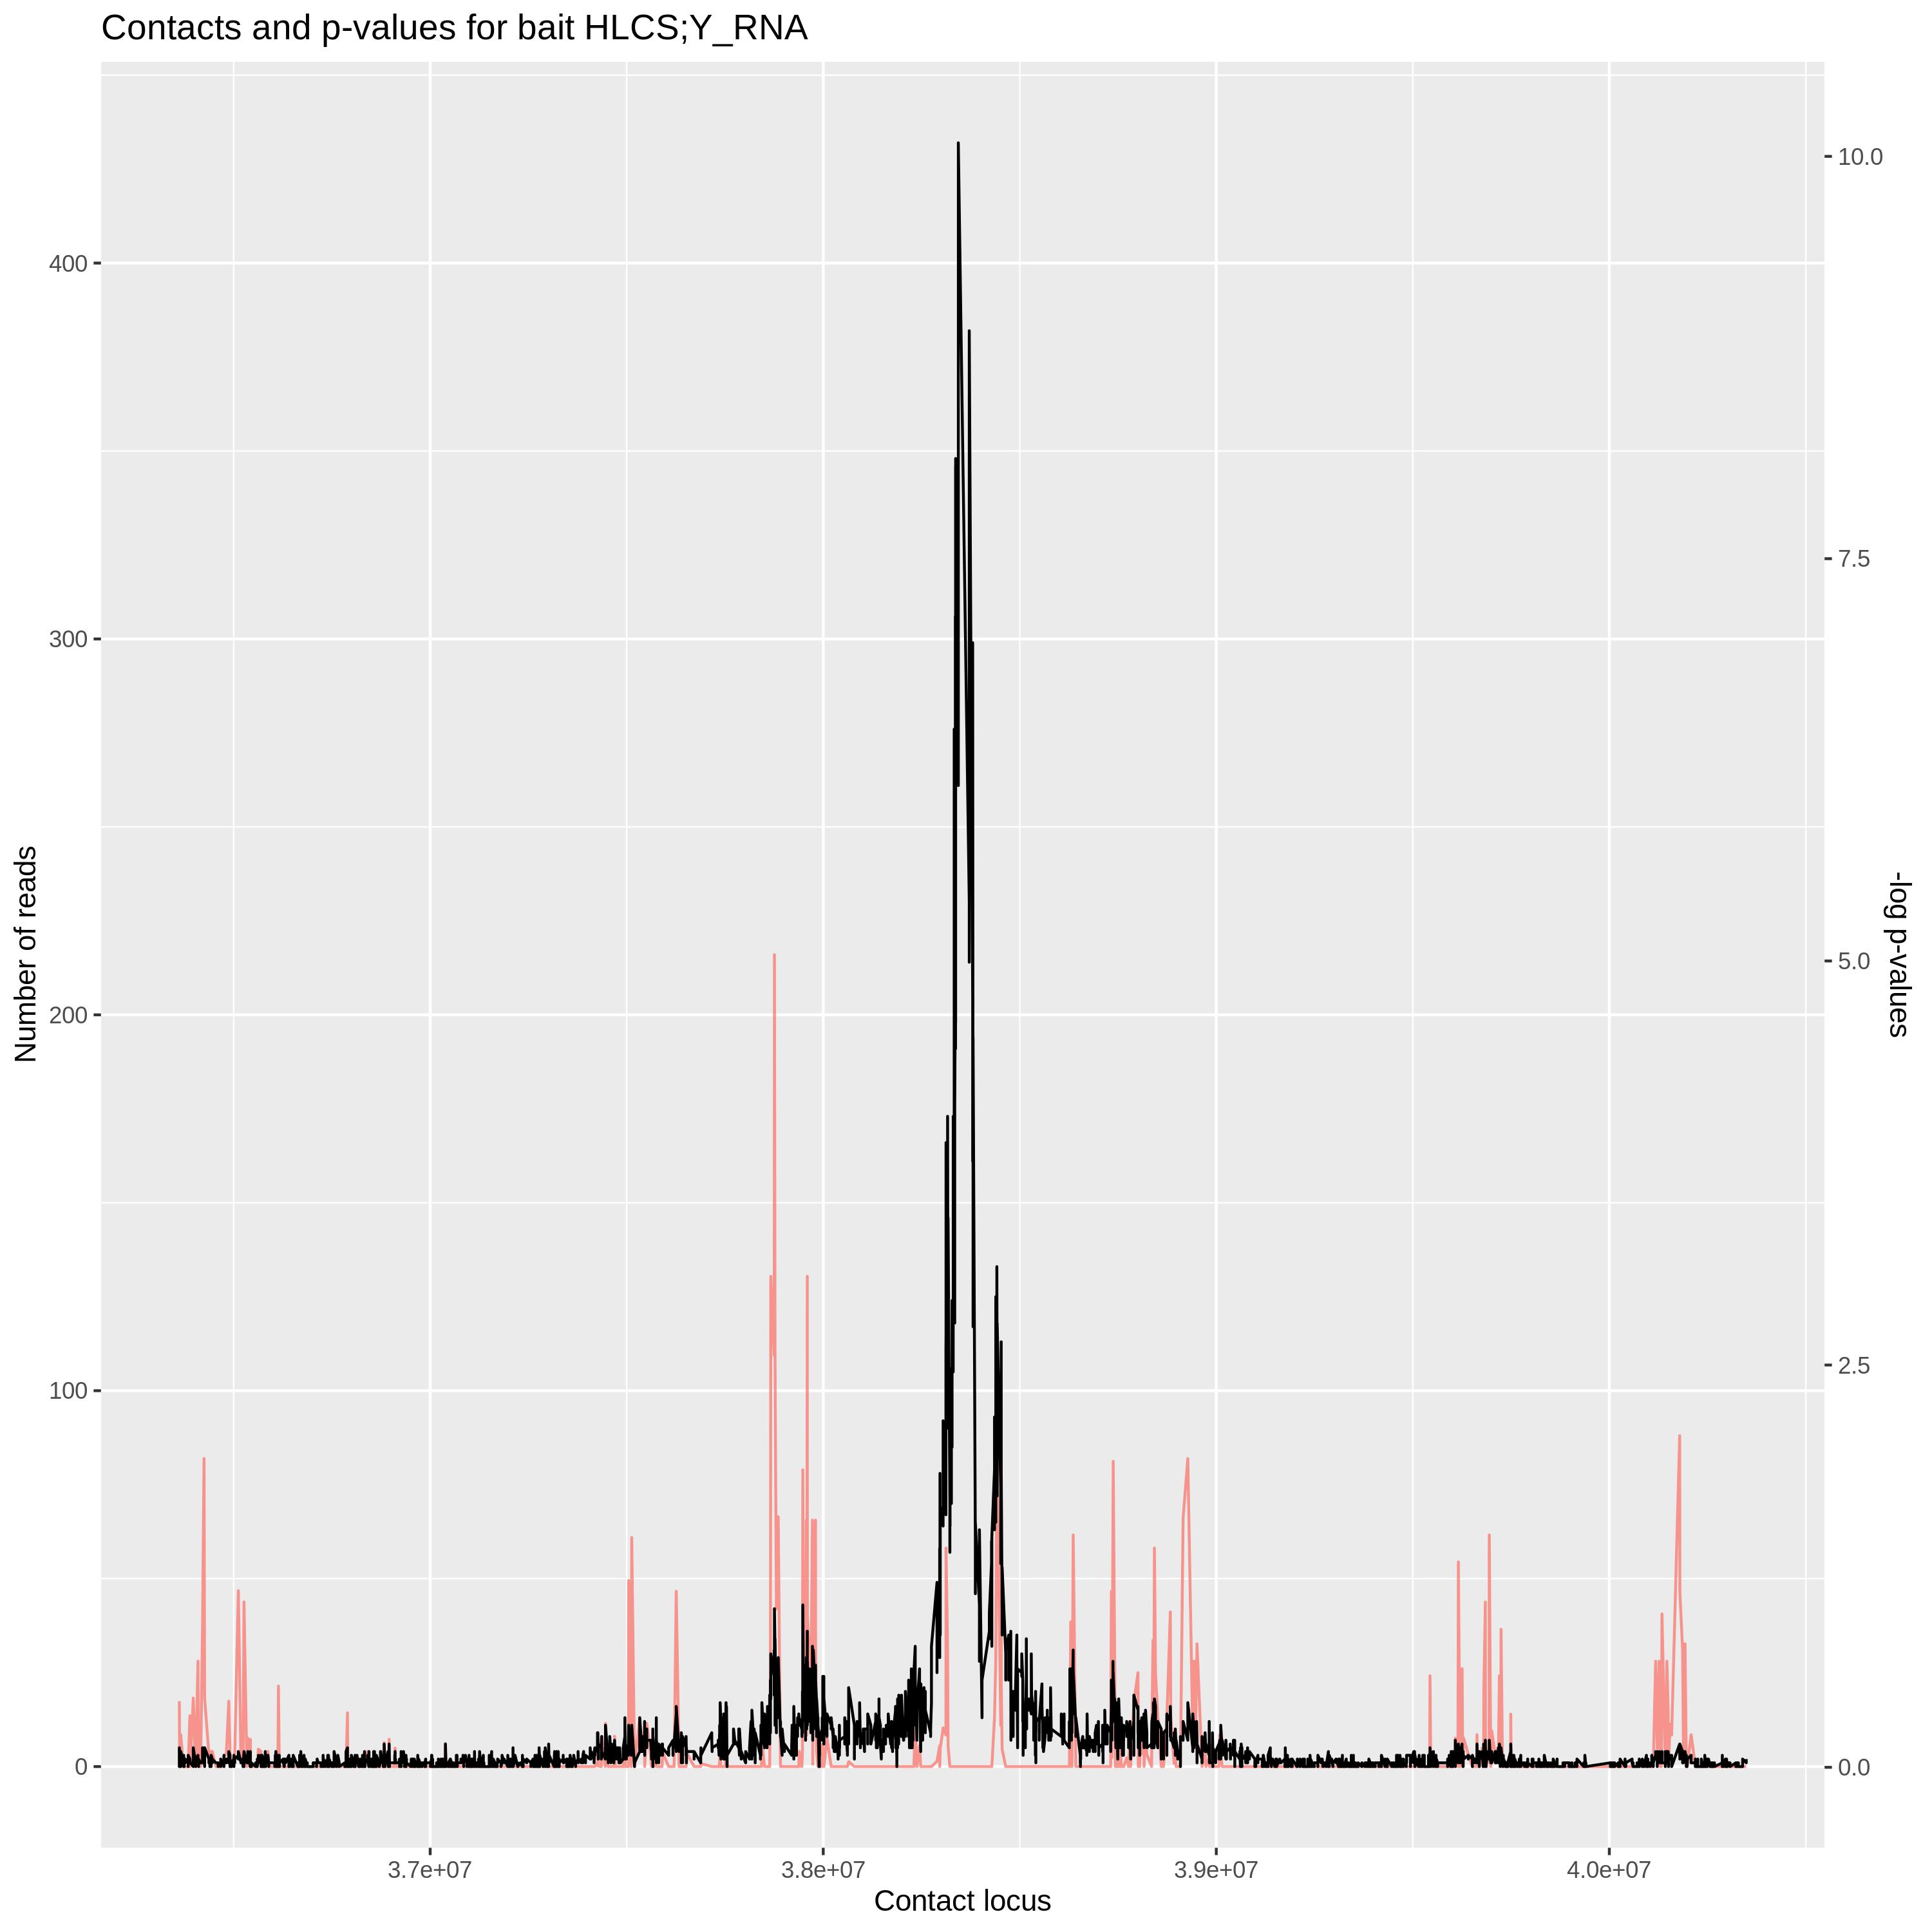 Contacts and p-values for bait HLCS;Y_RNA
400
300
200
100
0
Number of reads
10.0
7.5
5.0
2.5
0.0
-log p-values
3.7e+07
3.8e+07
3.9e+07
4.0e+07
Contact locus